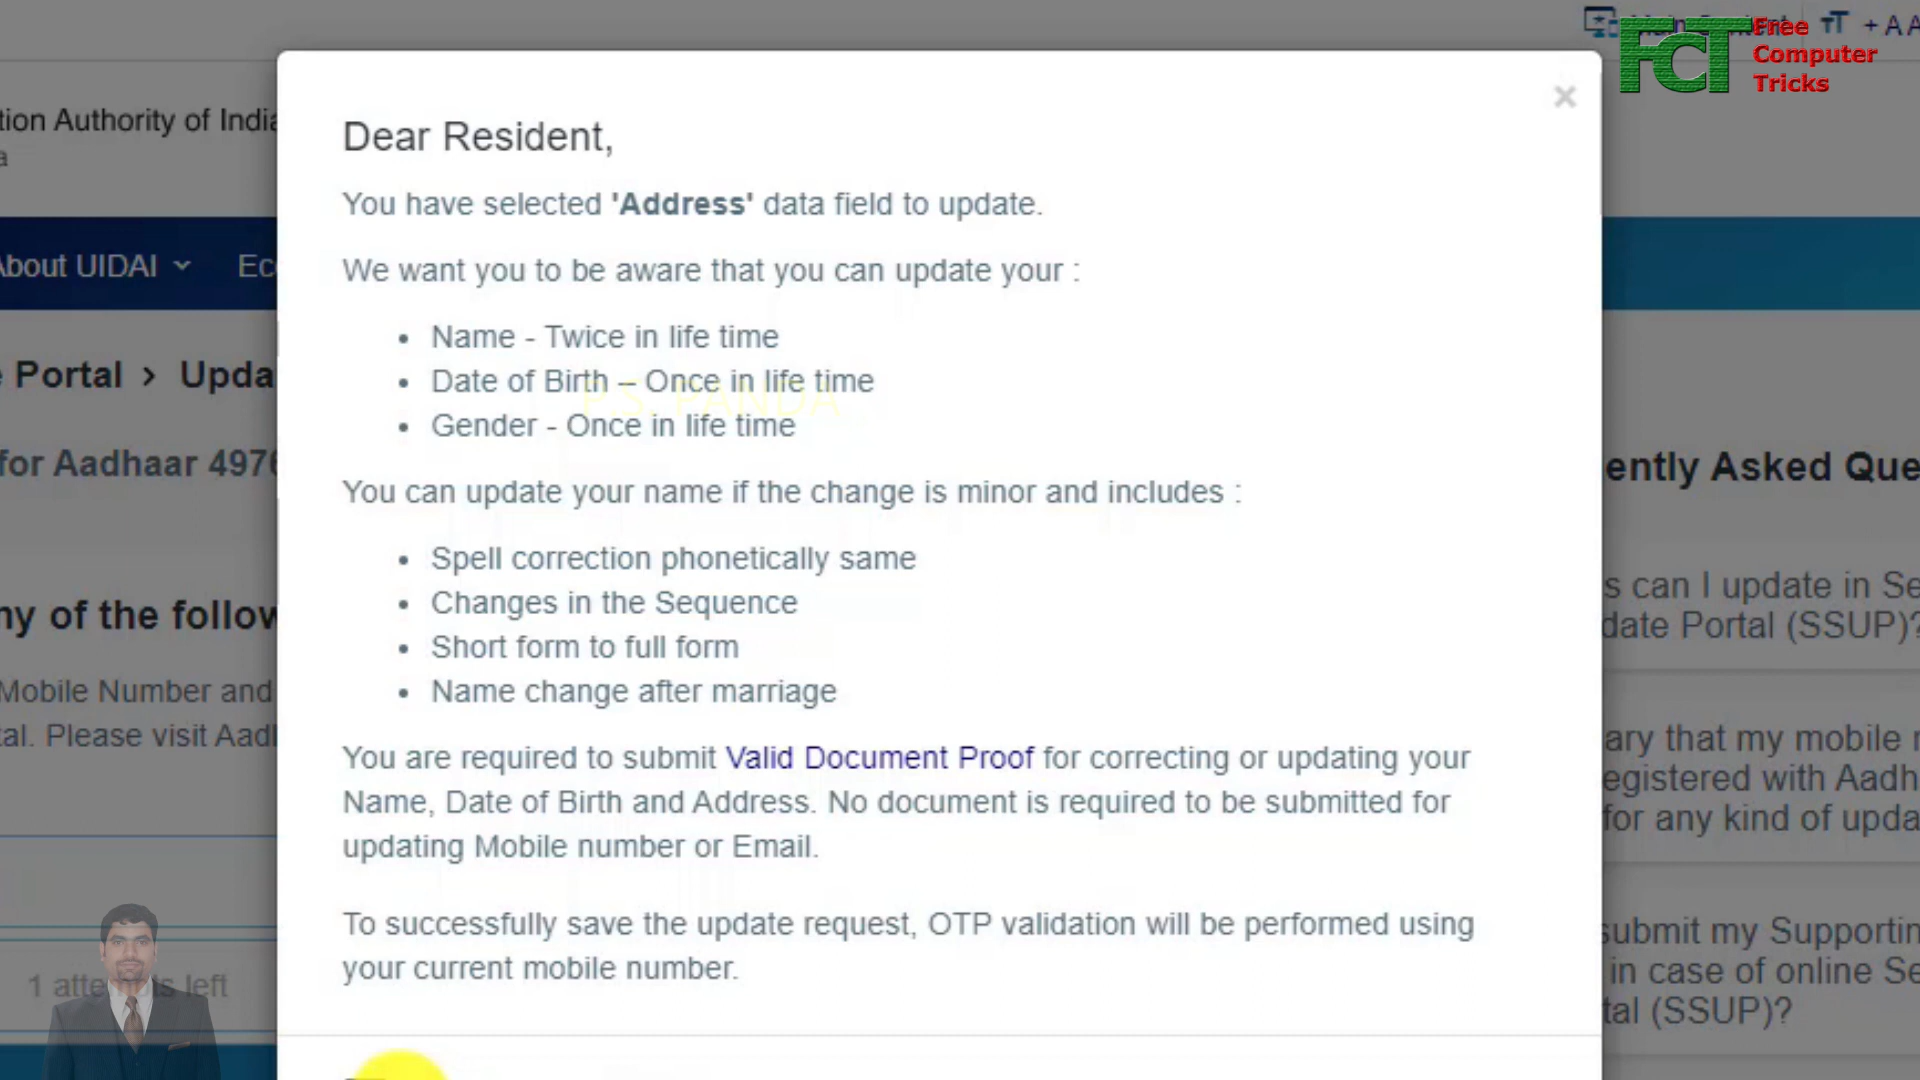 + A A
Free
Computer
Tricks
FCT
tion Authority of India
a
×
Dear Resident,
You have selected 'Address' data field to update.
About UIDAI
Ec
We want you to be aware that you can update your :
• Name - Twice in life time
• Date of Birth – Once in life time
• Gender - Once in life time
P.S. PANDA
e Portal > Upda
for Aadhaar 4976
ently Asked Que
You can update your name if the change is minor and includes :
• Spell correction phonetically same
• Changes in the Sequence
• Short form to full form
• Name change after marriage
ny of the follow
s can I update in Se
date Portal (SSUP)?
Mobile Number and
tal. Please visit Aad
ary that my mobile
egistered with Aadh
for any kind of upda
You are required to submit Valid Document Proof for correcting or updating your
Name, Date of Birth and Address. No document is required to be submitted for
updating Mobile number or Email.
To successfully save the update request, OTP validation will be performed using
your current mobile number.
1 attempts left
submit my Supportin
in case of online Se
tal (SSUP)?